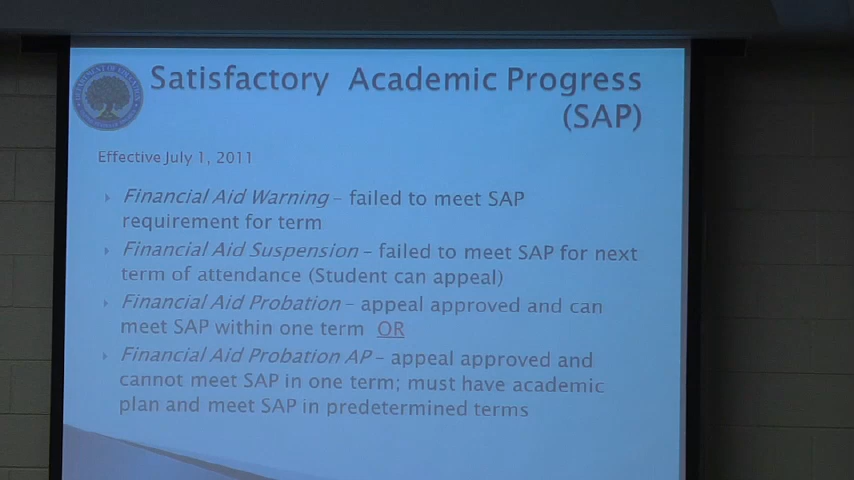 Satisfactory Academic Progress
(SAP)
Effective July 1, 2011
Financial Aid Warning – failed to meet SAP
requirement for term
Financial Aid Suspension – failed to meet SAP for next
term of attendance (Student can appeal)
Financial Aid Probation – appeal approved and can
meet SAP within one term OR
Financial Aid Probation AP – appeal approved and
cannot meet SAP in one term; must have academic
plan and meet SAP in predetermined terms